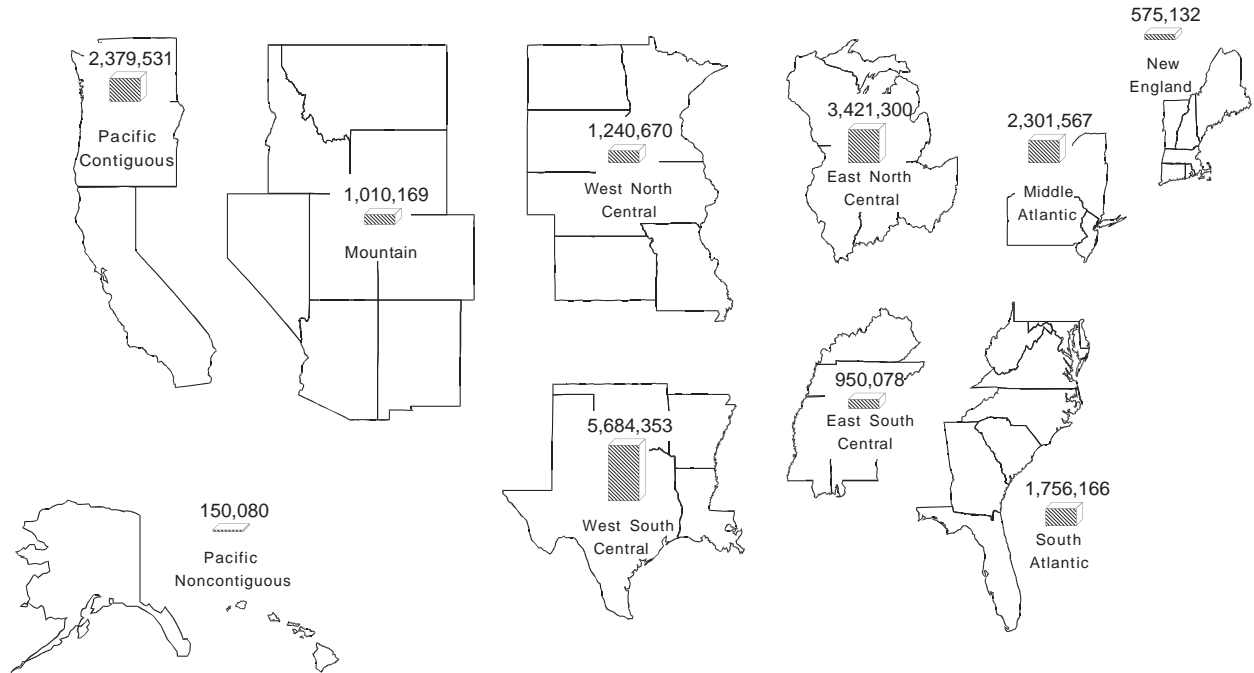 575,132
New
England
2,379,531
Pacific
Contiguous
1,010,169
Mountain
1,240,670
West North
Central
3,421,300
East North
Central
2,301,567
Middle
Atlantic
5,684,353
West South
Central
950,078
East South
Central
1,756,166
South
Atlantic
150,080
Pacific
Noncontiguous